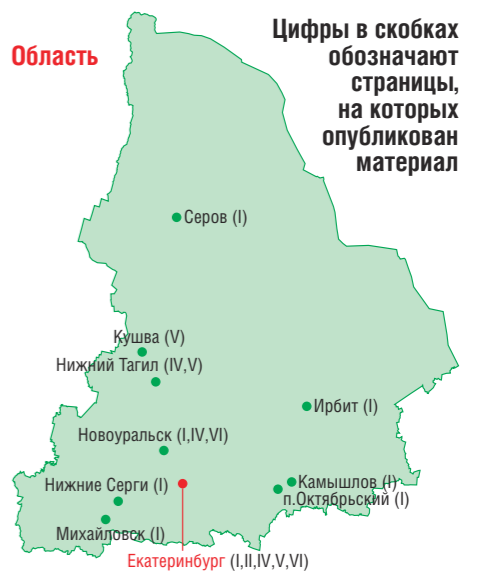 Область
Цифры в скобках
обозначают
страницы,
на которых
опубликован
материал
Серов (I)
Кушва (V)
Нижний Тагил (IV,V)
Ирбит (I)
Новоуральск (I,IV,VI)
Нижние Серги (I)
Камышлов (I)
п.Октябрьский (I)
Михайловск (I)
Екатеринбург (I,II,IV,V,VI)